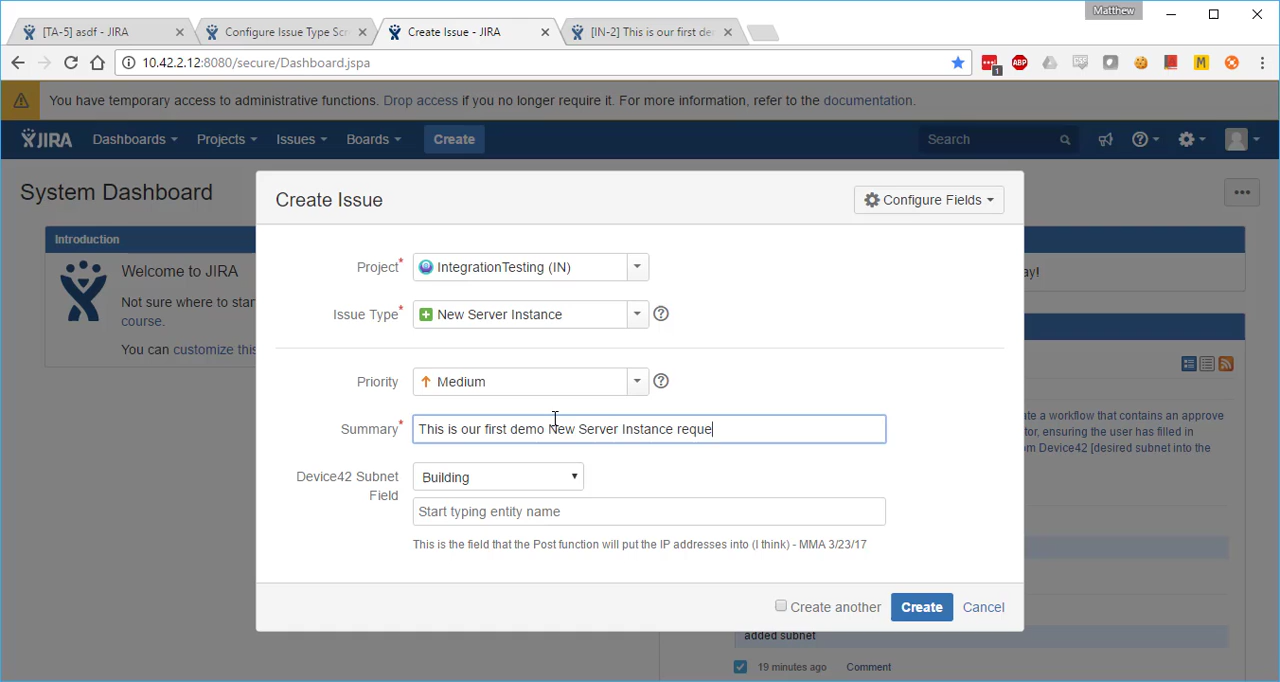 Matthew
[TA-5] asdf - JIRA
Configure Issue Type Scr
Create Issue - JIRA
[IN-2] This is our first de
10.42.2.12:8080/secure/Dashboard.jspa
1
ABP
CSS
M
You have temporary access to administrative functions. Drop access if you no longer require it. For more information, refer to the documentation.
JIRA Dashboards Projects Issues Boards Create Search
System Dashboard
Introduction
Welcome to JIRA
Not sure where to star
course.
You can customize this
ay!
ate a workflow that contains an approve
tor, ensuring the user has filled in
om Device42 [desired subnet into the
added subnet
19 minutes ago Comment
Create Issue
Configure Fields
Project* IntegrationTesting (IN)
Issue Type* New Server Instance
Priority Medium
Summary* This is our first demo New Server Instance reque
Device42 Subnet
Field
Building
Start typing entity name
This is the field that the Post function will put the IP addresses into (I think) - MMA 3/23/17
Create another Create Cancel